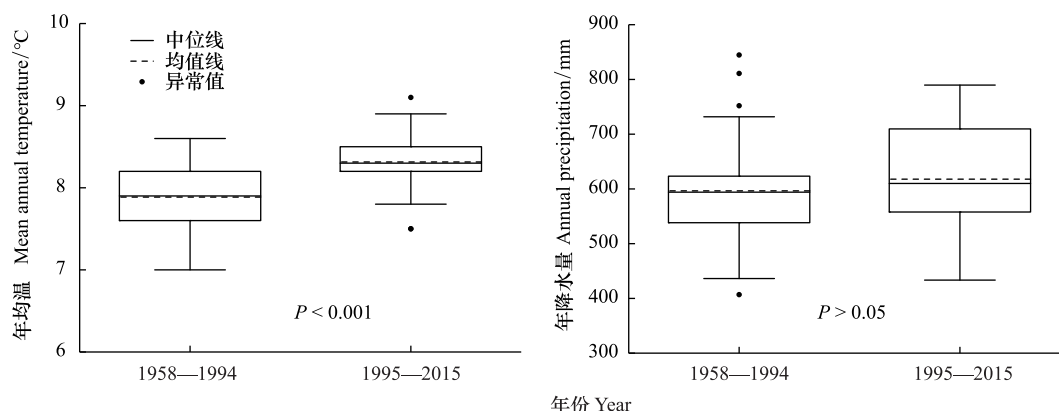 年均温 Mean annual temperature/℃
10
9
8
7
6
中位线
均值线
异常值
P < 0.001
1958—1994
1995—2015
年降水量 Annual precipitation/mm
900
800
700
600
500
400
300
P > 0.05
1958—1994
1995—2015
年份 Year